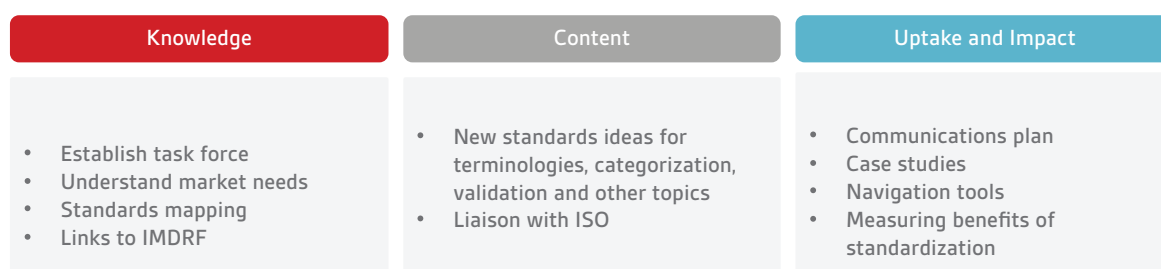 Knowledge
• Establish task force
• Understand market needs
• Standards mapping
• Links to IMDRF
Content
• New standards ideas for
terminologies, categorization,
validation and other topics
• Liaison with ISO
Uptake and Impact
• Communications plan
• Case studies
• Navigation tools
• Measuring benefits of
standardization